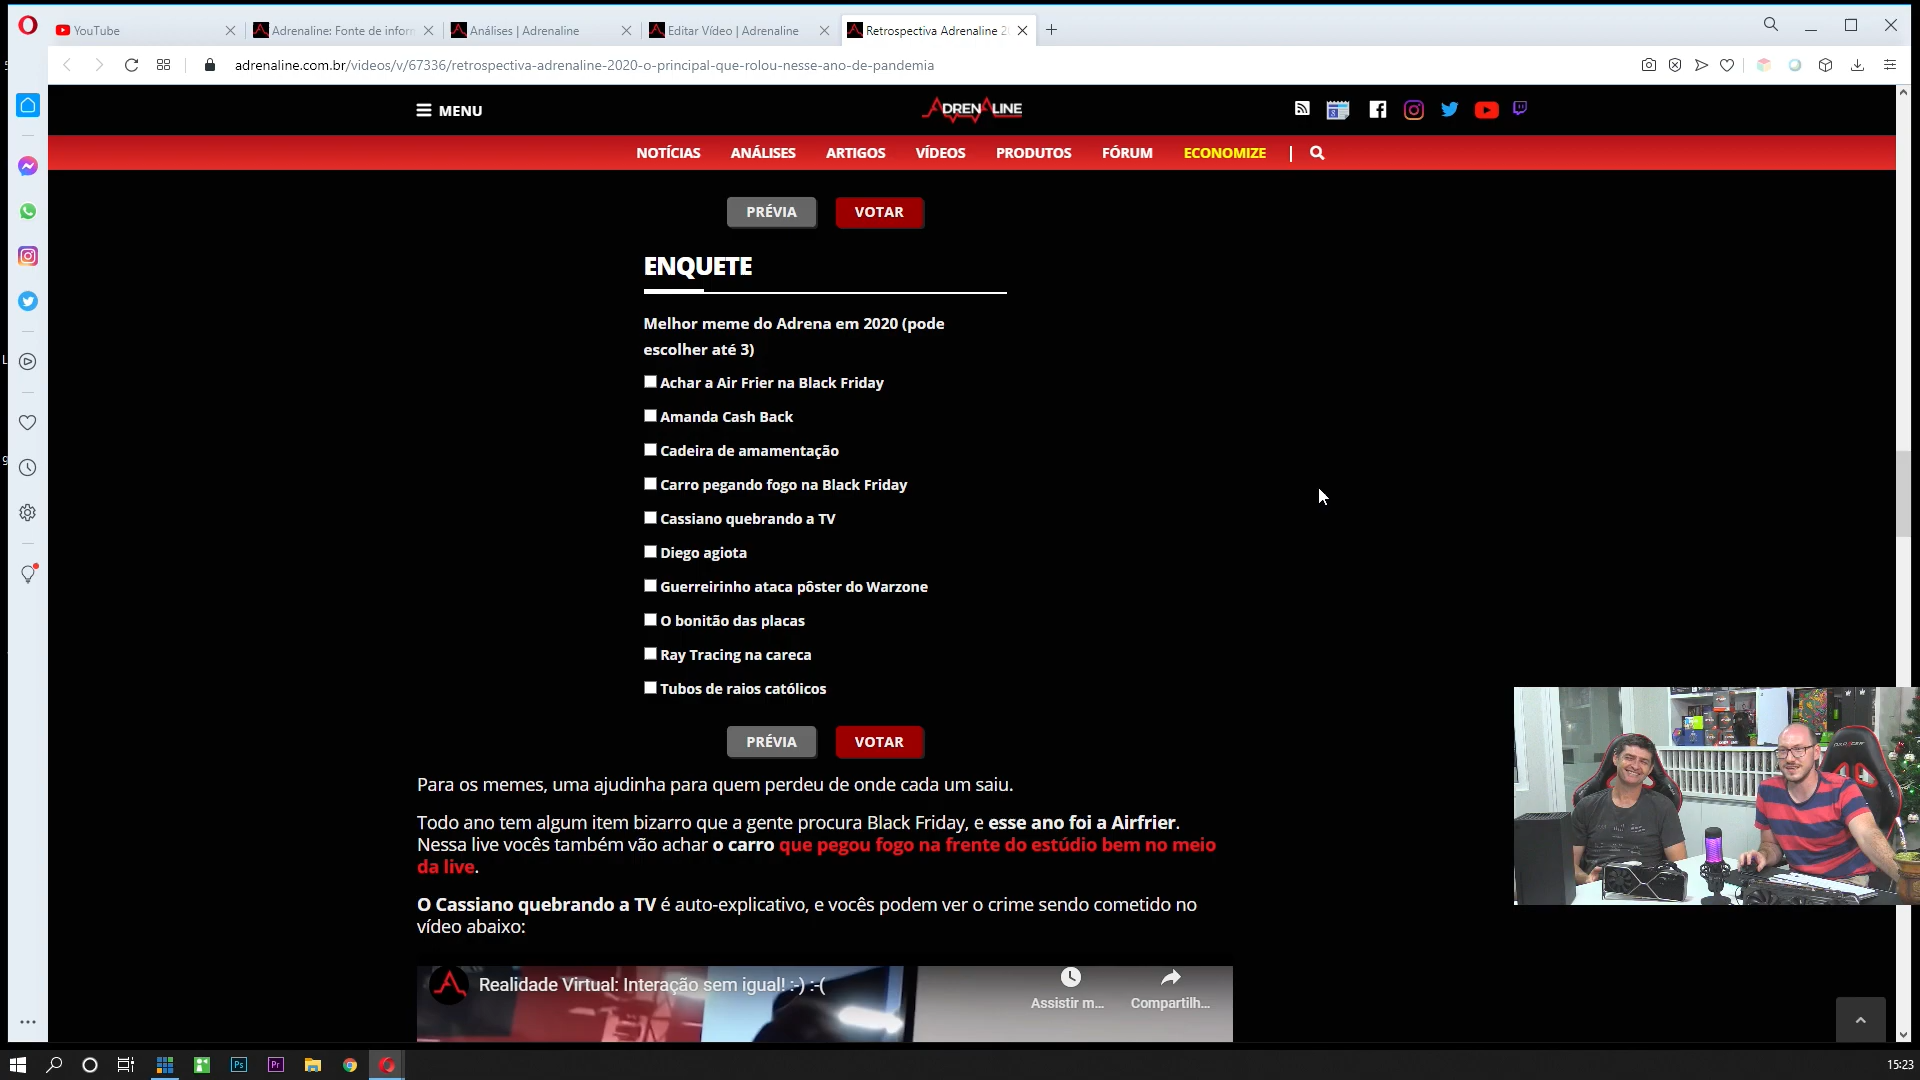 YouTube
Adrenaline: Fonte de inforn
Análises | Adrenaline
Editar Vídeo | Adrenaline
Retrospectiva Adrenaline 2
adrenaline.com.br/videos/v/67336/retrospectiva-adrenaline-2020-o-principal-que-rolou-nesse-ano-de-pandemia
MENU
ADRENALINE
NOTÍCIAS
ANÁLISES
ARTIGOS
VÍDEOS
PRODUTOS
FÓRUM
ECONOMIZE
PRÉVIA
VOTAR
ENQUETE
Melhor meme do Adrena em 2020 (pode
escolher até 3)
Achar a Air Frier na Black Friday
Amanda Cash Back
Cadeira de amamentação
Carro pegando fogo na Black Friday
Cassiano quebrando a TV
Diego agiota
Guerreirinho ataca pôster do Warzone
O bonitão das placas
Ray Tracing na careca
Tubos de raios católicos
PRÉVIA
VOTAR
Para os memes, uma ajudinha para quem perdeu de onde cada um saiu.
Todo ano tem algum item bizarro que a gente procura Black Friday, e esse ano foi a Airfrier.
Nessa live vocês também vão achar o carro que pegou fogo na frente do estúdio bem no meio
da live.
O Cassiano quebrando a TV é auto-explicativo, e vocês podem ver o crime sendo cometido no
vídeo abaixo:
Realidade Virtual: Interação sem igual! :-) :-(
Assistir m...
Compartilh...
Ps
Pr
15:23